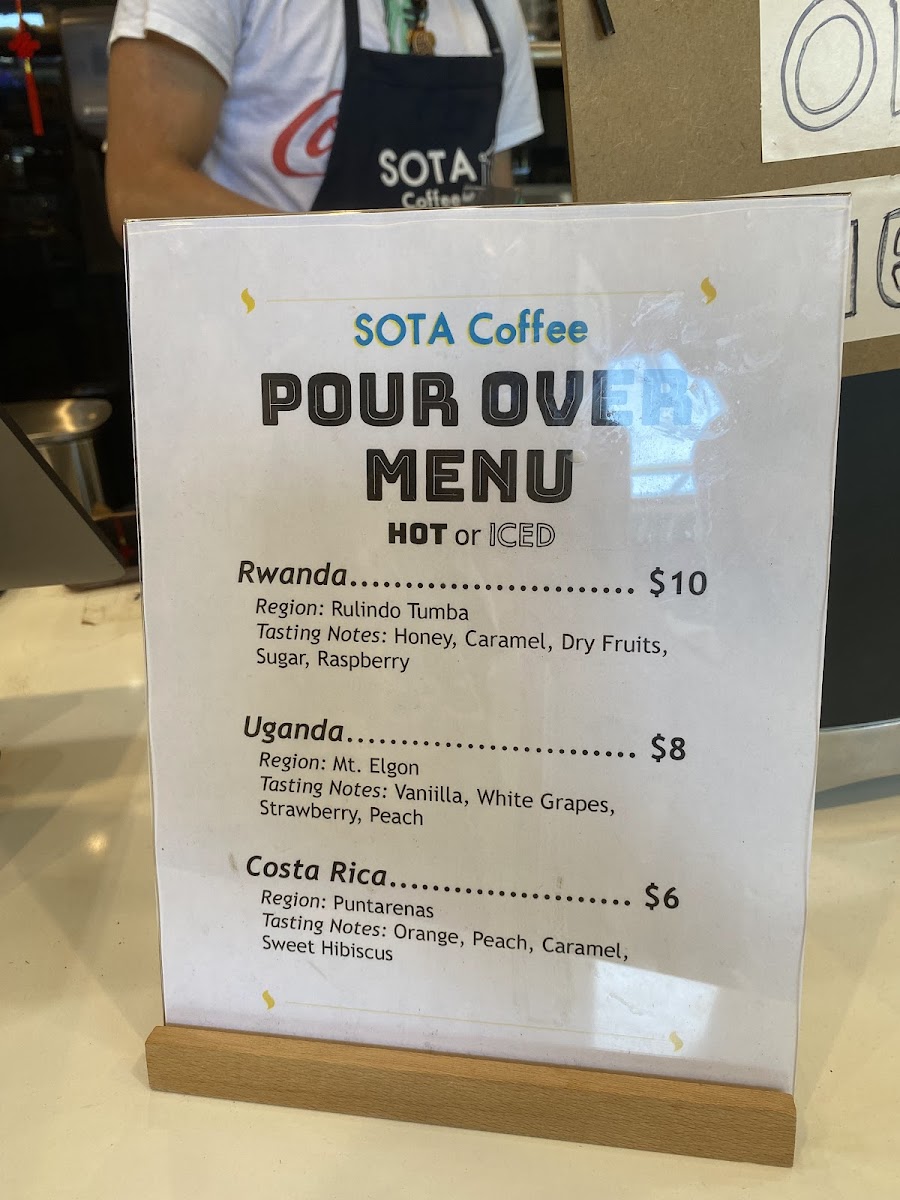 SOTA
Coffee
SOTA Coffee
POUR OVER
MENU
HOT or ICED
Rwanda............................ $10
Region: Rulindo Tumba
Tasting Notes: Honey, Caramel, Dry Fruits,
Sugar, Raspberry
Uganda............................ $8
Region: Mt. Elgon
Tasting Notes: Vaniilla, White Grapes,
Strawberry, Peach
Costa Rica........................ $6
Region: Puntarenas
Tasting Notes: Orange, Peach, Caramel,
Sweet Hibiscus